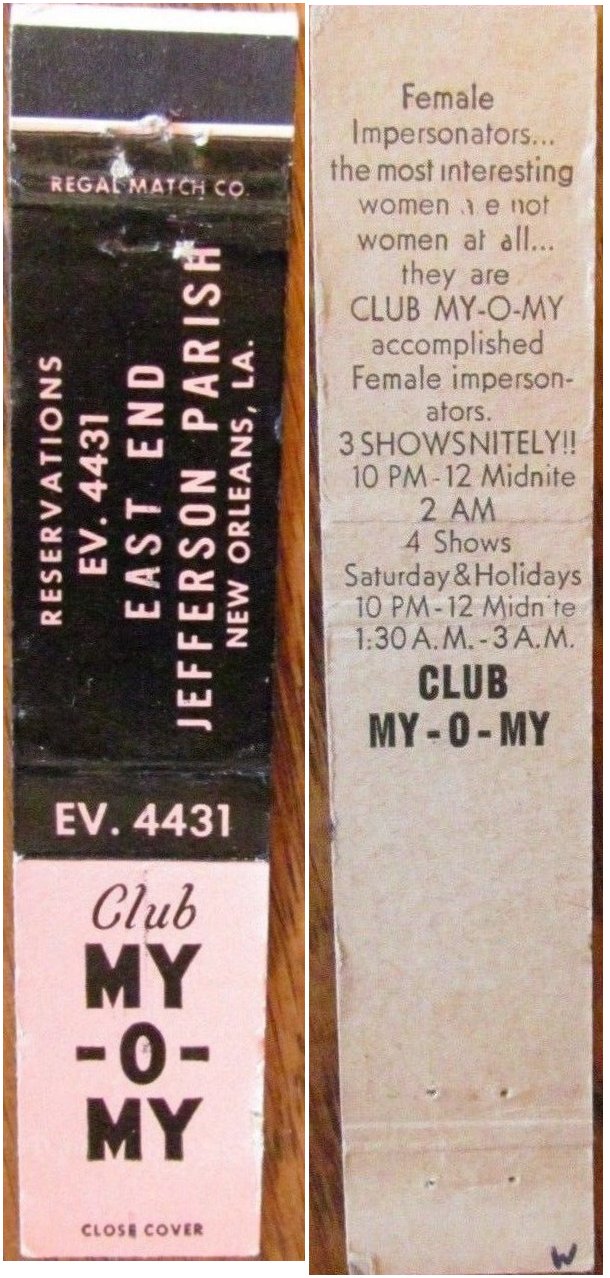 REGAL MATCH CO.
RESERVATIONS
EV. 4431
EAST END
JEFFERSON PARISH
NEW ORLEANS, LA.
EV. 4431
Club
MY
-O-
MY
CLOSE COVER
Female
Impersonators...
the most interesting
women a e not
women at all...
they are
CLUB MY-O-MY
accomplished
Female imperson-
ators.
3 SHOWS NITELY!!
10 PM-12 Midnite
2 AM
4 Shows
Saturday&Holidays
10 PM-12 Midn te
1:30 A.M.-3 A.M.
CLUB
MY-O-MY
W